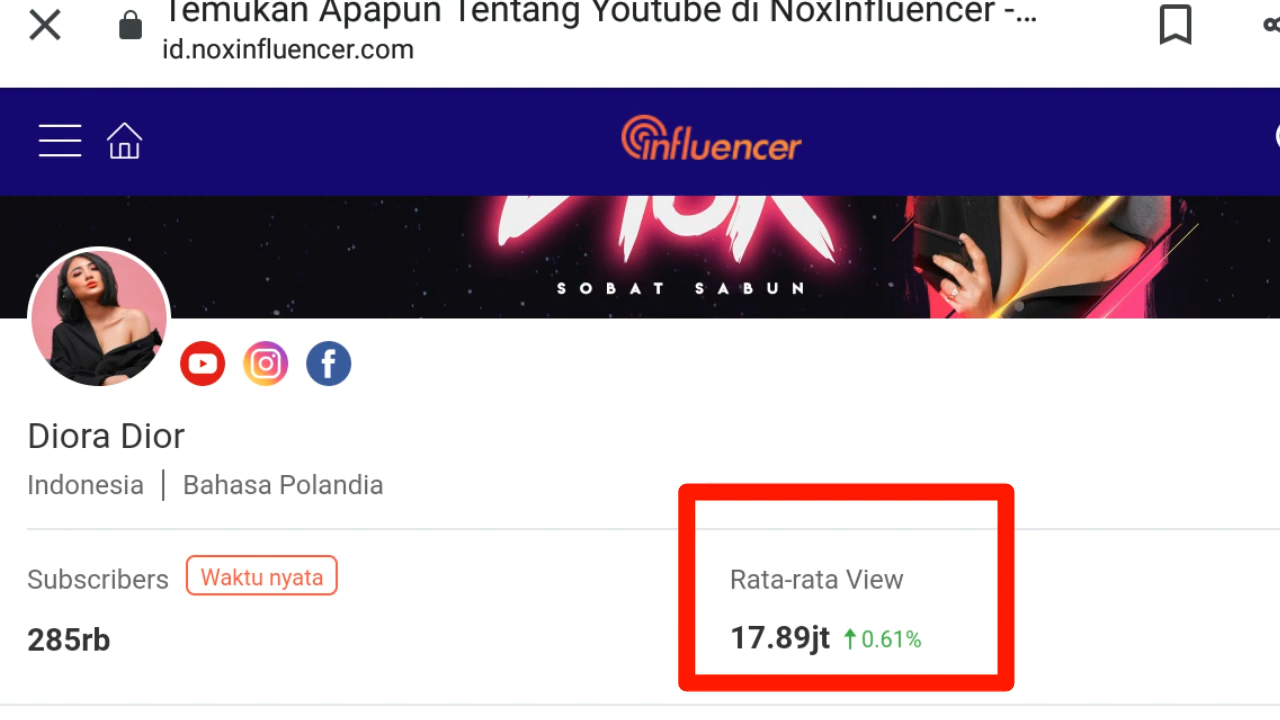 Temukan Apapun Tentang Youtube di NoxInfluencer -...
id.noxinfluencer.com
influencer
DIOR
SOBAT SABUN
Diora Dior
Indonesia | Bahasa Polandia
Subscribers Waktu nyata
Rata-rata View
285rb
17.89jt ↑0.61%